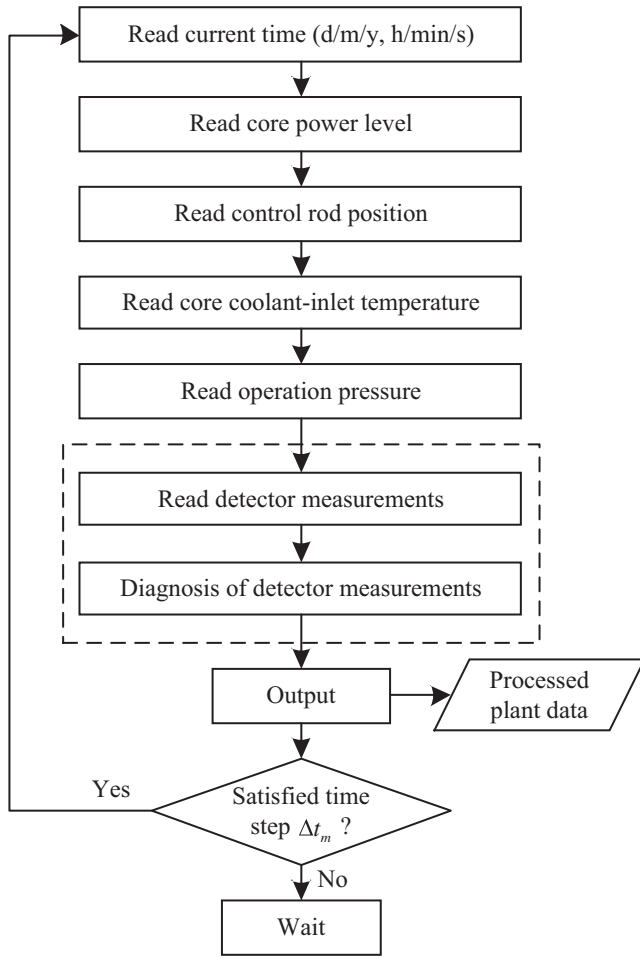 Read current time (d/m/y, h/min/s)
Read core power level
Read control rod position
Read core coolant-inlet temperature
Read operation pressure
Read detector measurements
Diagnosis of detector measurements
Output
Processed
plant data
Yes
Satisfied time
step Δtₘ ?
No
Wait